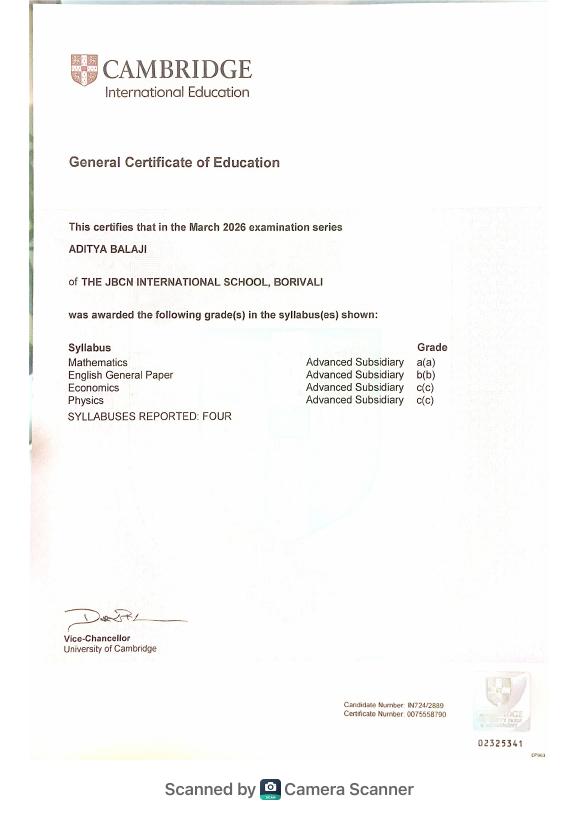 CAMBRIDGE
International Education
General Certificate of Education
This certifies that in the March 2026 examination series
ADITYA BALAJI
of THE JBCN INTERNATIONAL SCHOOL, BORIVALI
was awarded the following grade(s) in the syllabus(es) shown:
Syllabus Grade
Mathematics Advanced Subsidiary a(a)
English General Paper Advanced Subsidiary b(b)
Economics Advanced Subsidiary c(c)
Physics Advanced Subsidiary c(c)
SYLLABUSES REPORTED: FOUR
Vice-Chancellor
University of Cambridge
Candidate Number: IN724/2889
Certificate Number: 0075558790
02325341
Scanned by Camera Scanner